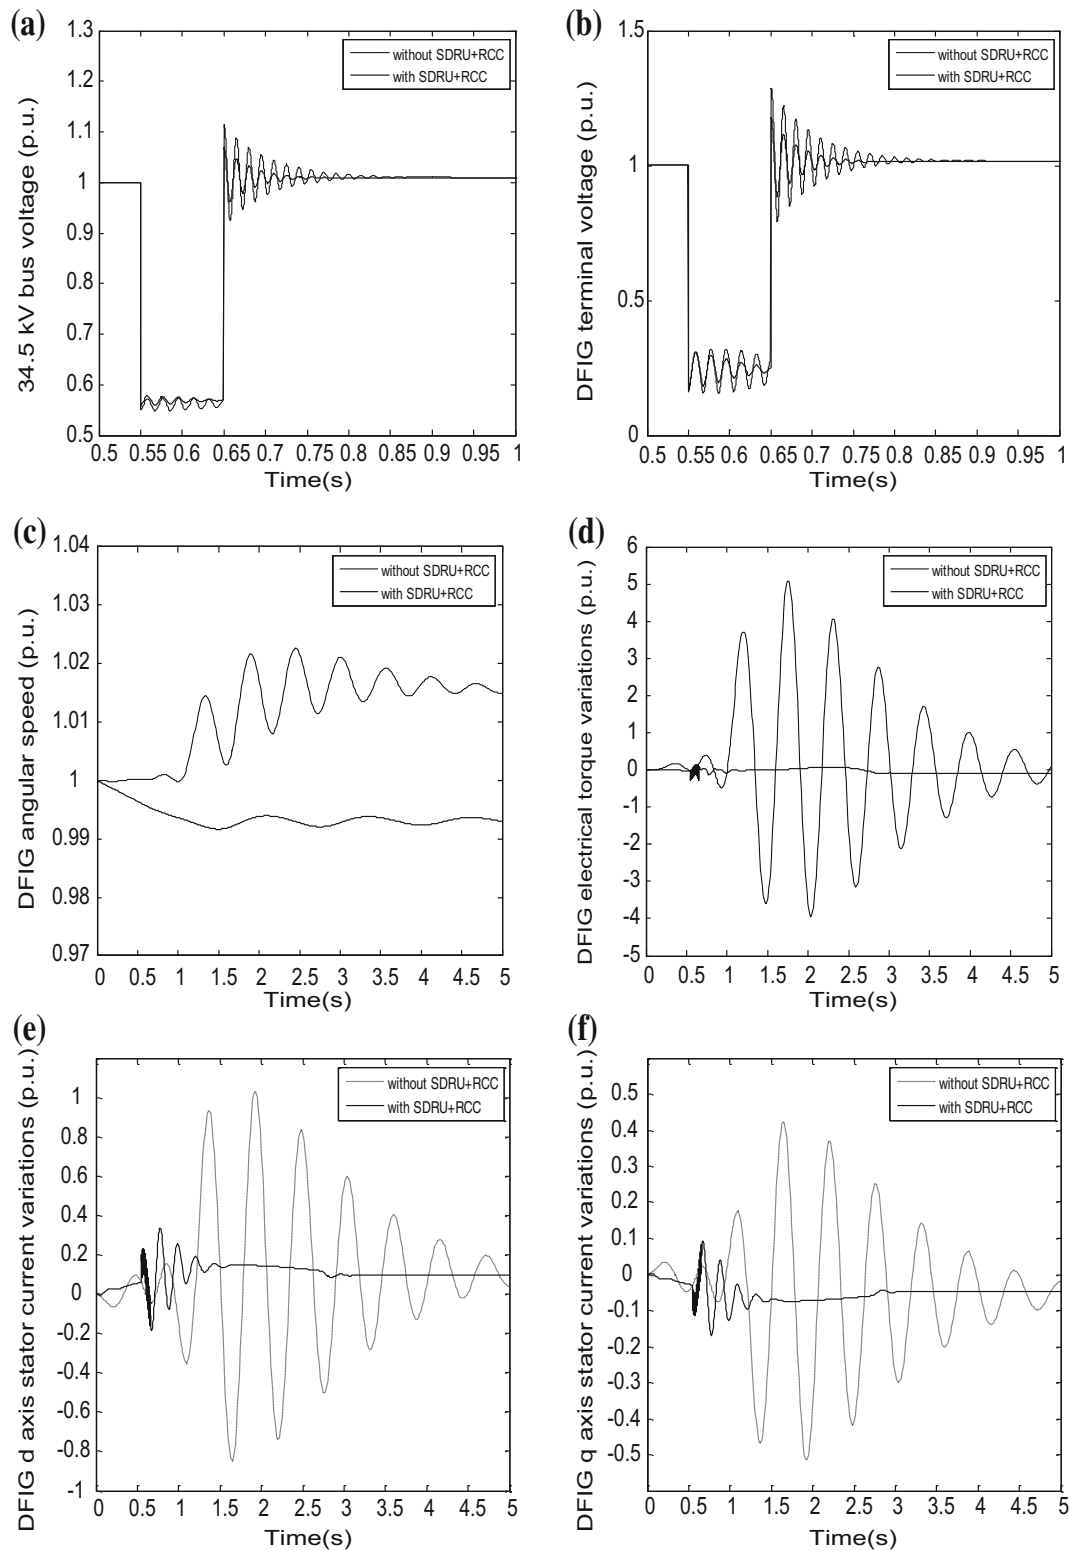 (a)
34.5 kV bus voltage (p.u.)
1.3
1.2
1.1
1
0.9
0.8
0.7
0.6
0.5
without SDRU+RCC
with SDRU+RCC
0.5 0.55 0.6 0.65 0.7 0.75 0.8 0.85 0.9 0.95 1
Time(s)
(b)
DFIG terminal voltage (p.u.)
1.5
1
0.5
0
without SDRU+RCC
with SDRU+RCC
0.5 0.55 0.6 0.65 0.7 0.75 0.8 0.85 0.9 0.95 1
Time(s)
(c)
DFIG angular speed (p.u.)
1.04
1.03
1.02
1.01
1
0.99
0.98
0.97
without SDRU+RCC
with SDRU+RCC
0 0.5 1 1.5 2 2.5 3 3.5 4 4.5 5
Time(s)
(d)
DFIG electrical torque variations (p.u.)
6
5
4
3
2
1
0
-1
-2
-3
-4
-5
without SDRU+RCC
with SDRU+RCC
0 0.5 1 1.5 2 2.5 3 3.5 4 4.5 5
Time(s)
(e)
DFIG d axis stator current variations (p.u.)
1
0.8
0.6
0.4
0.2
0
-0.2
-0.4
-0.6
-0.8
-1
without SDRU+RCC
with SDRU+RCC
0 0.5 1 1.5 2 2.5 3 3.5 4 4.5 5
Time(s)
(f)
DFIG q axis stator current variations (p.u.)
0.5
0.4
0.3
0.2
0.1
0
-0.1
-0.2
-0.3
-0.4
-0.5
without SDRU+RCC
with SDRU+RCC
0 0.5 1 1.5 2 2.5 3 3.5 4 4.5 5
Time(s)